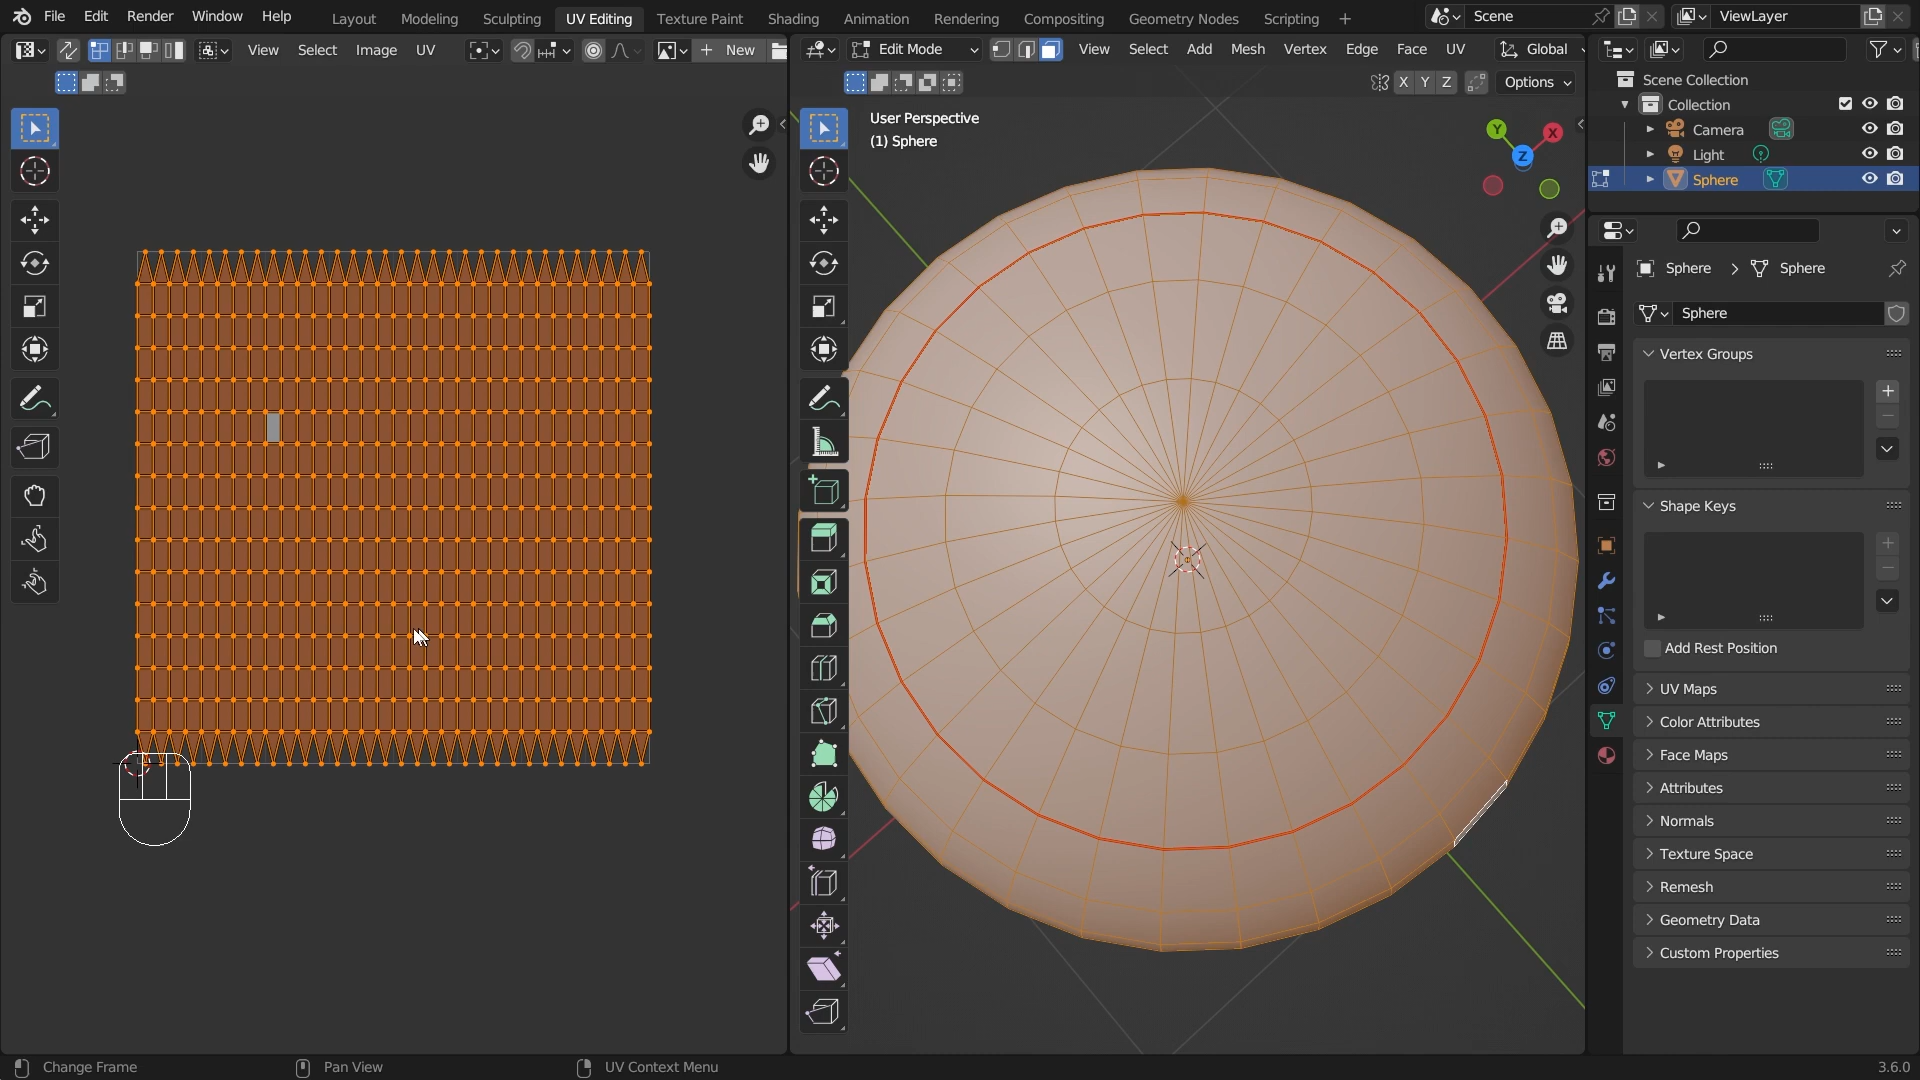 File Edit Render Window Help Layout Modeling Sculpting UV Editing Texture Paint Shading Animation Rendering Compositing Geometry Nodes Scripting + Scene ViewLayer
View Select Image UV New Edit Mode View Select Add Mesh Vertex Edge Face UV Global
X Y Z Options
Scene Collection
Collection
Camera
Light
Sphere
User Perspective
(1) Sphere
Y X Z
Sphere > Sphere
Sphere
Vertex Groups
Shape Keys
Add Rest Position
UV Maps
Color Attributes
Face Maps
Attributes
Normals
Texture Space
Remesh
Geometry Data
Custom Properties
Change Frame Pan View UV Context Menu 3.6.0